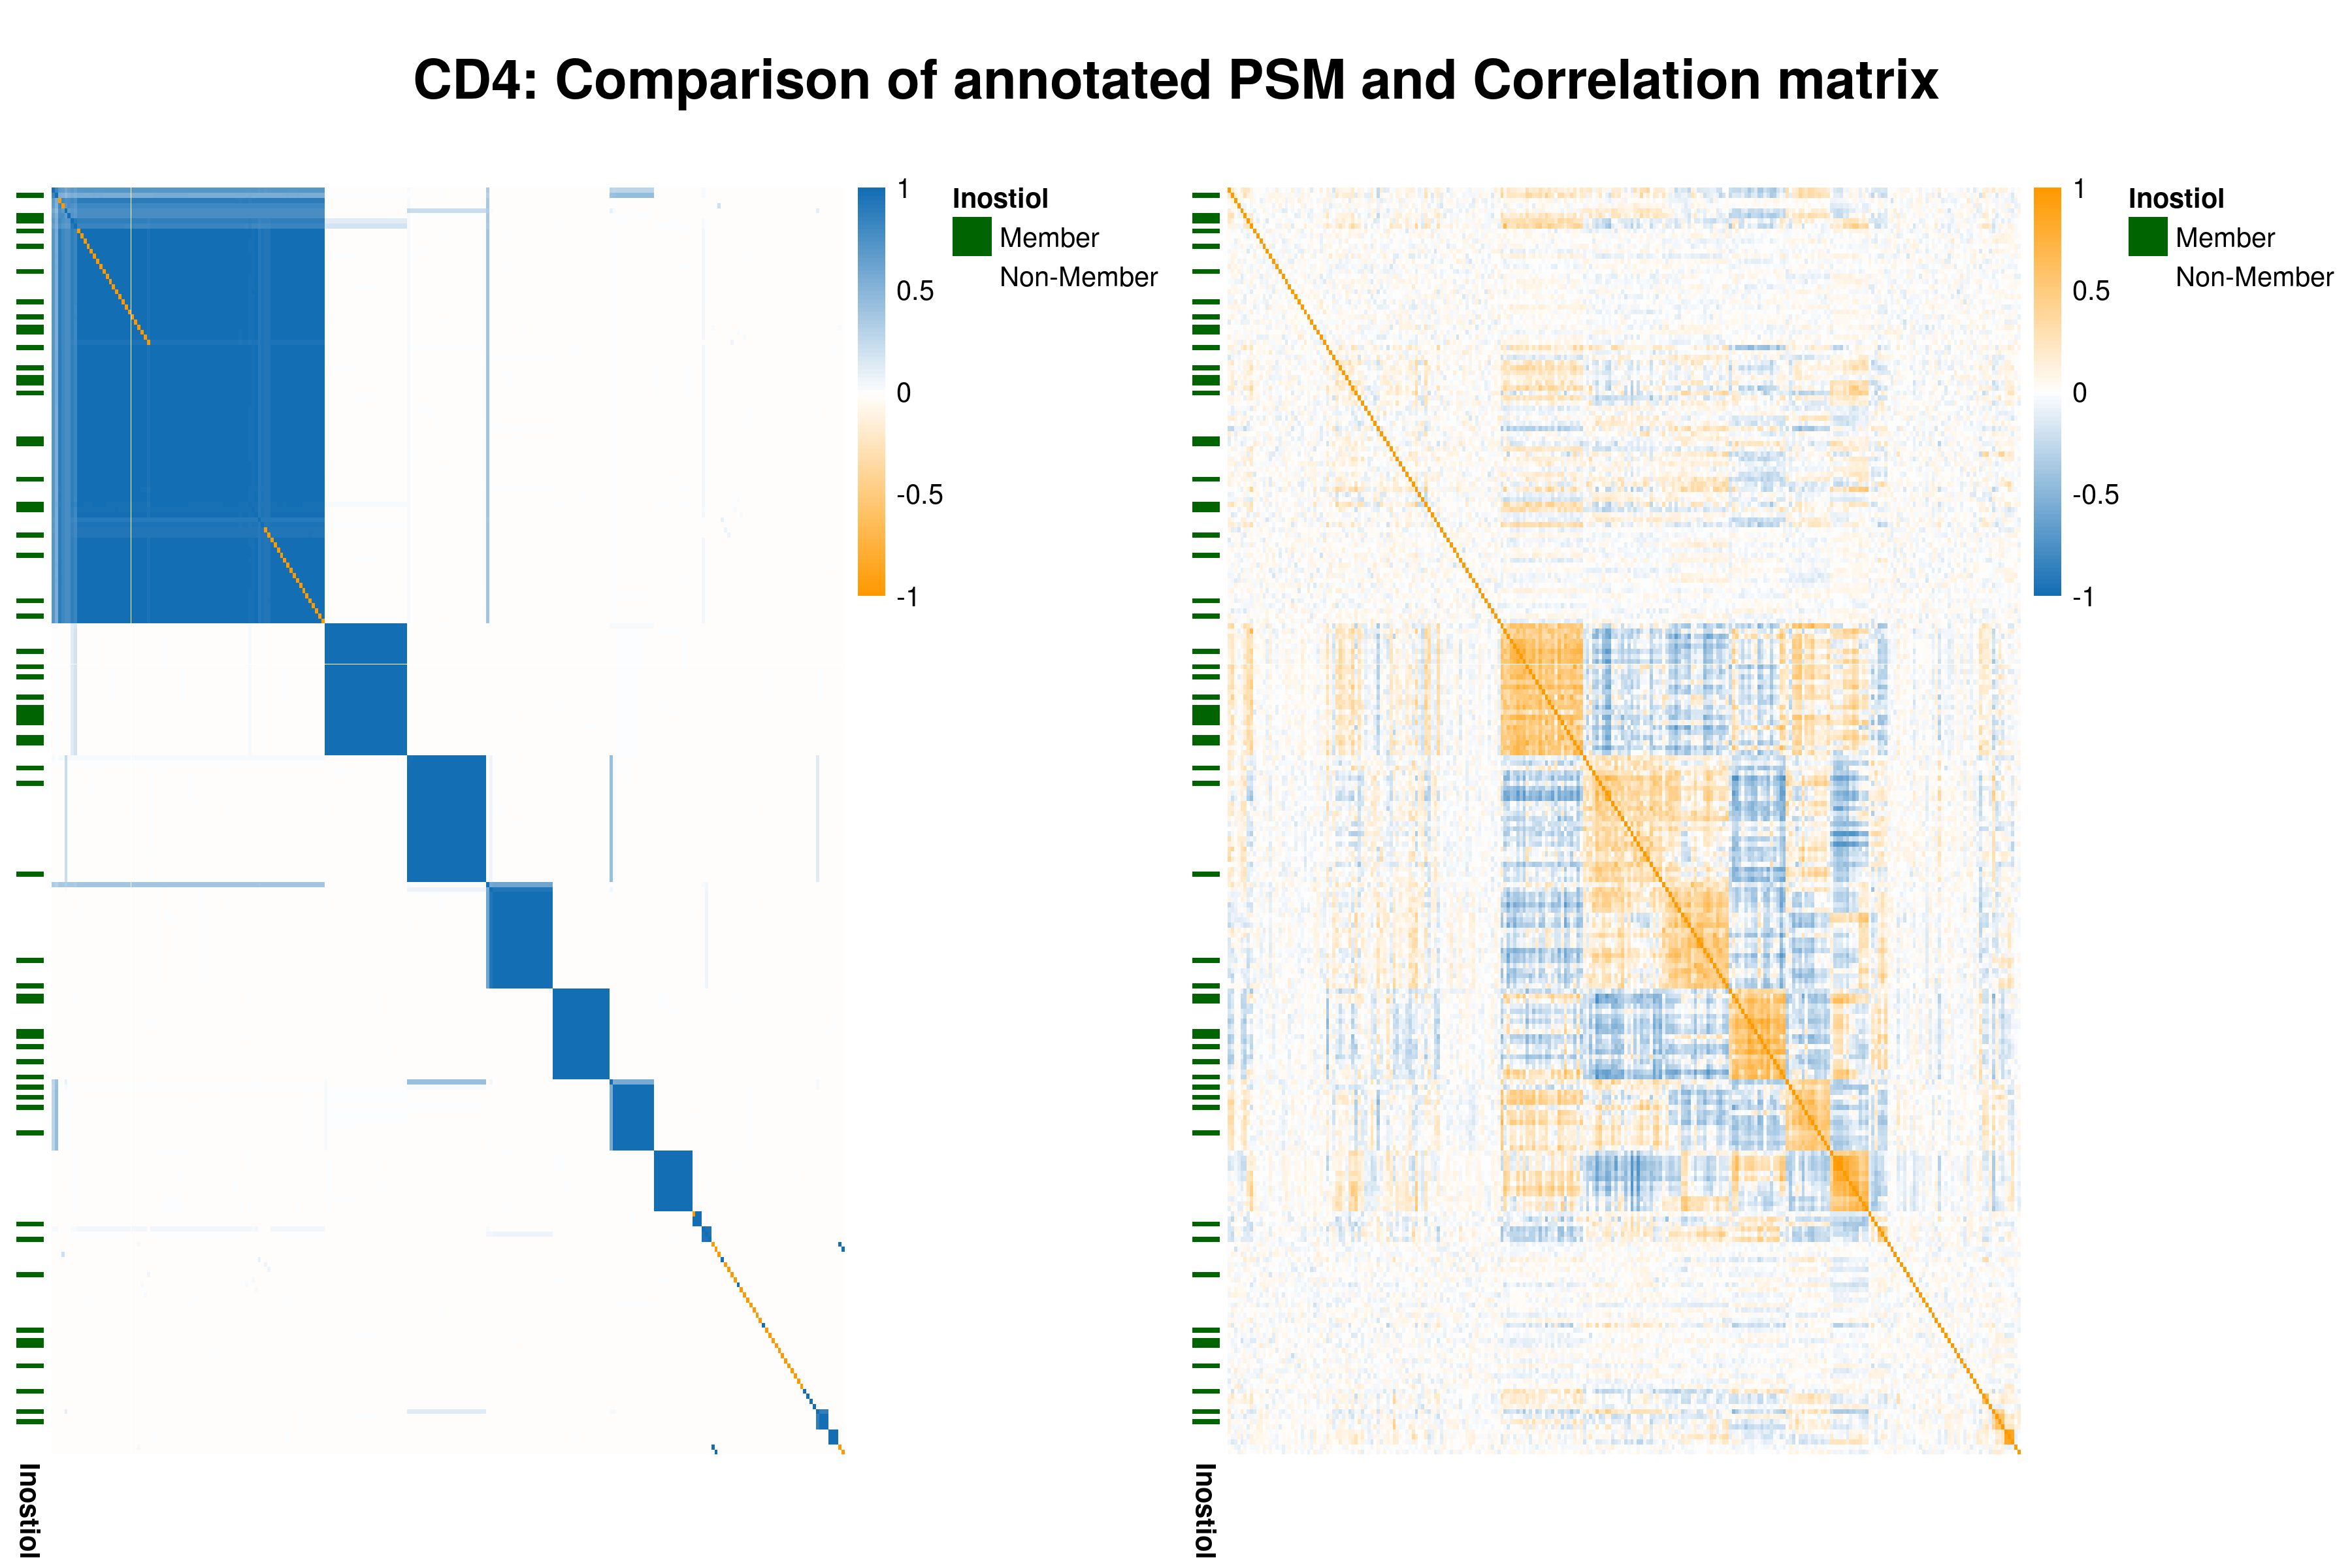 CD4: Comparison of annotated PSM and Correlation matrix
1
0.5
0
-0.5
-1
Inostiol
Member
Non-Member
Inostiol
1
0.5
0
-0.5
-1
Inostiol
Member
Non-Member
Inostiol